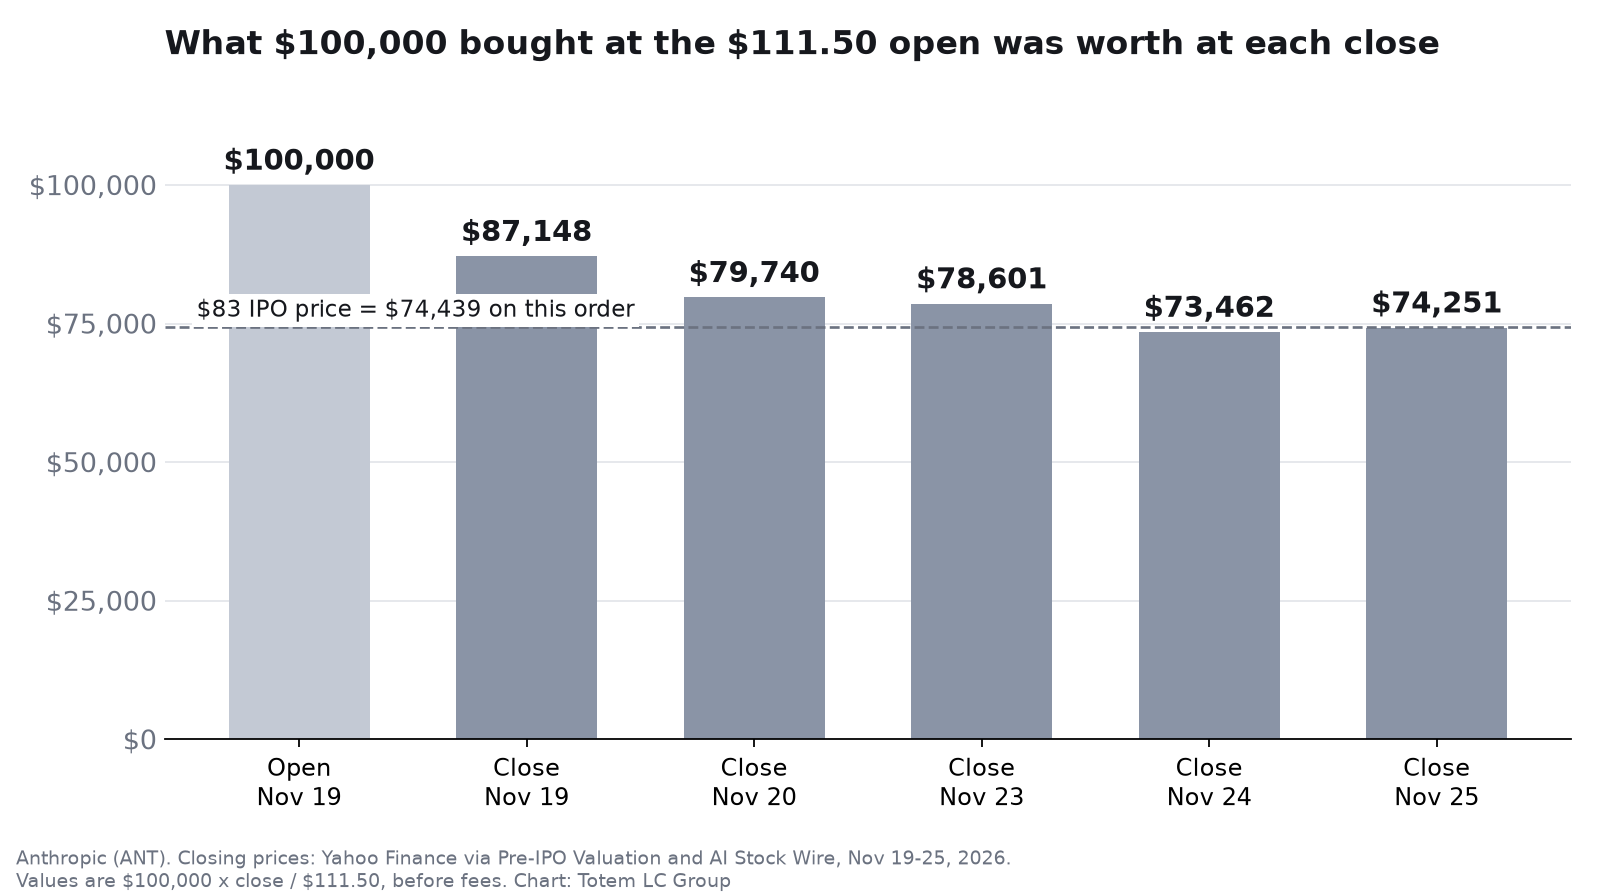 What $100,000 bought at the $111.50 open was worth at each close
$100,000
$87,148
$79,740
$78,601
$73,462
$74,251
$83 IPO price = $74,439 on this order
$100,000
$75,000
$50,000
$25,000
$0
Open
Nov 19
Close
Nov 19
Close
Nov 20
Close
Nov 23
Close
Nov 24
Close
Nov 25
Anthropic (ANT). Closing prices: Yahoo Finance via Pre-IPO Valuation and AI Stock Wire, Nov 19-25, 2026.
Values are $100,000 x close / $111.50, before fees. Chart: Totem LC Group